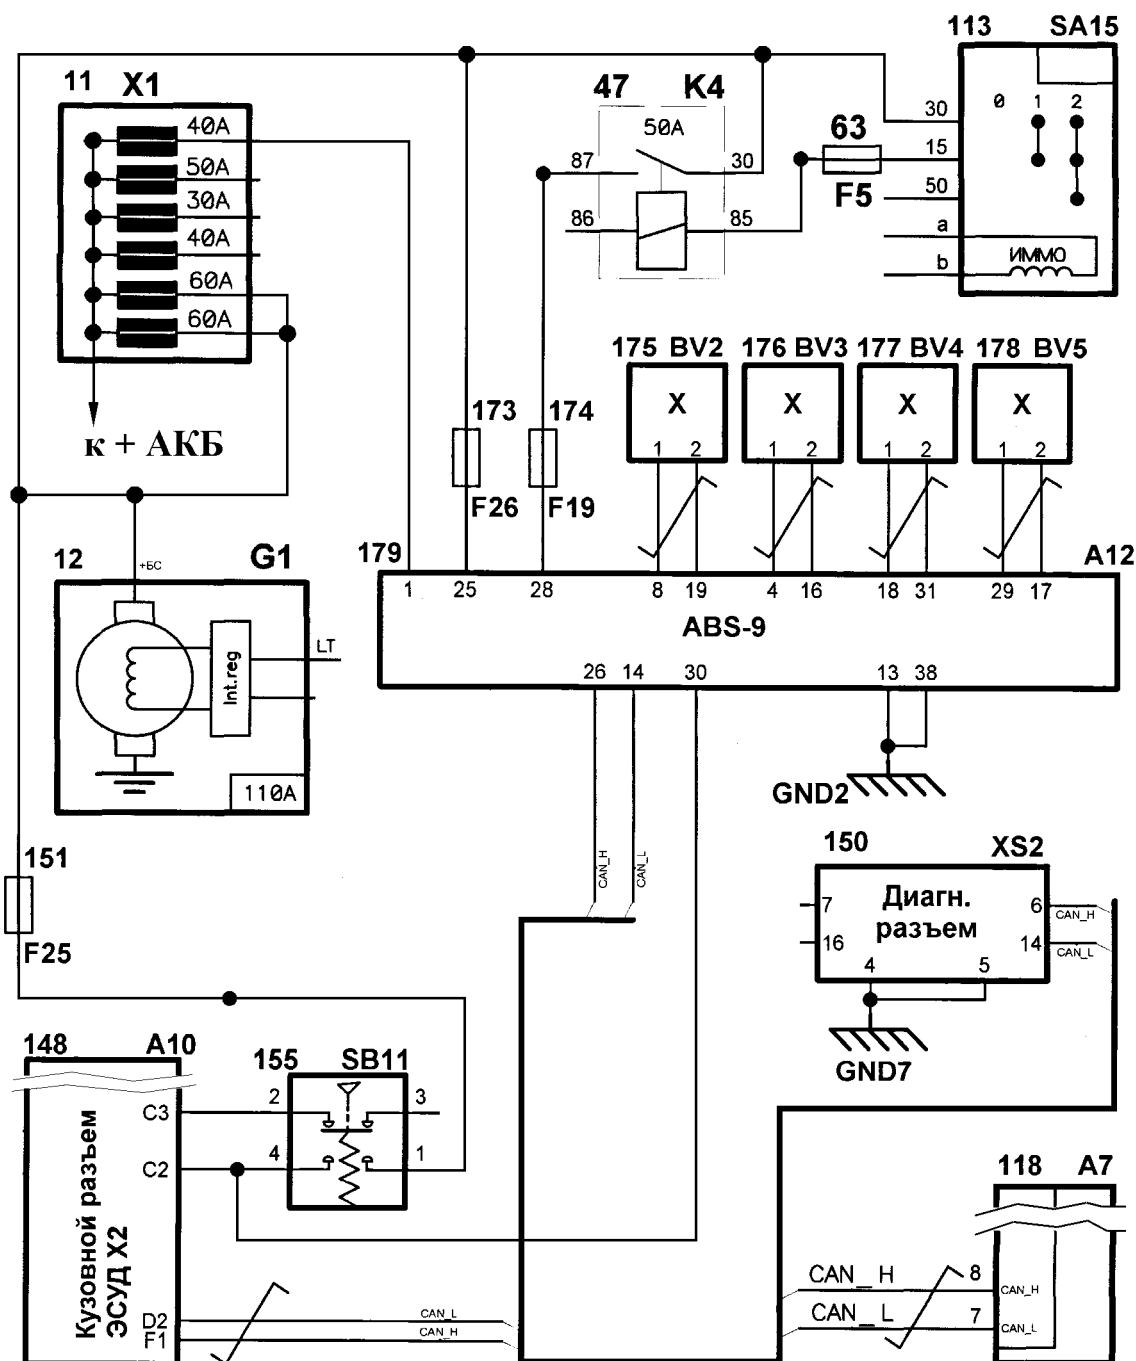 113 SA15
11 X1
40A
50A
30A
40A
60A
60A
к + АКБ
47 K4
50A
87 30
86 85
63
F5
0 1 2
30
15
50
a
b
ИММО
175 BV2 176 BV3 177 BV4 178 BV5
X X X X
1 2 1 2 1 2 1 2
173 174
F26 F19
12 G1
+БС
LT
Int.reg
110A
179 A12
1 25 28 8 19 4 16 18 31 29 17
ABS-9
26 14 30 13 38
GND2
CAN_H
CAN_L
151
F25
150 XS2
Диагн.
разъем
7 6
CAN_H
16 14
CAN_L
4 5
GND7
148 A10
C3
C2
Кузовной разъем
ЭСУД X2
D2
F1
CAN_L
CAN_H
155 SB11
2 3
4 1
118 A7
CAN_H 8 CAN_H
CAN_L 7 CAN_L